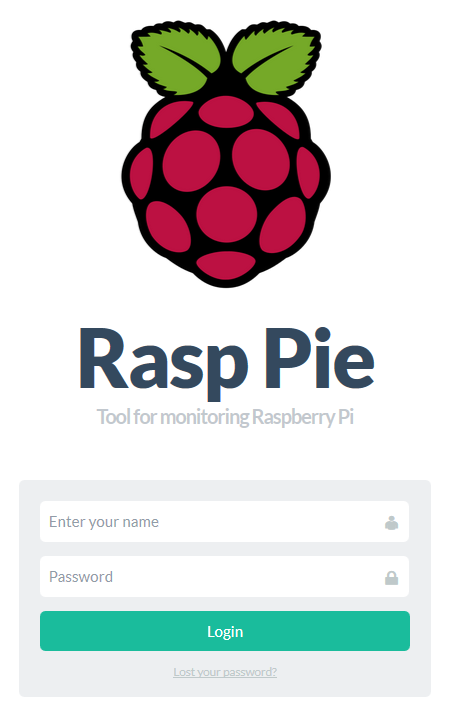 Rasp Pie
Tool for monitoring Raspberry Pi
Enter your name
Password
Login
Lost your password?